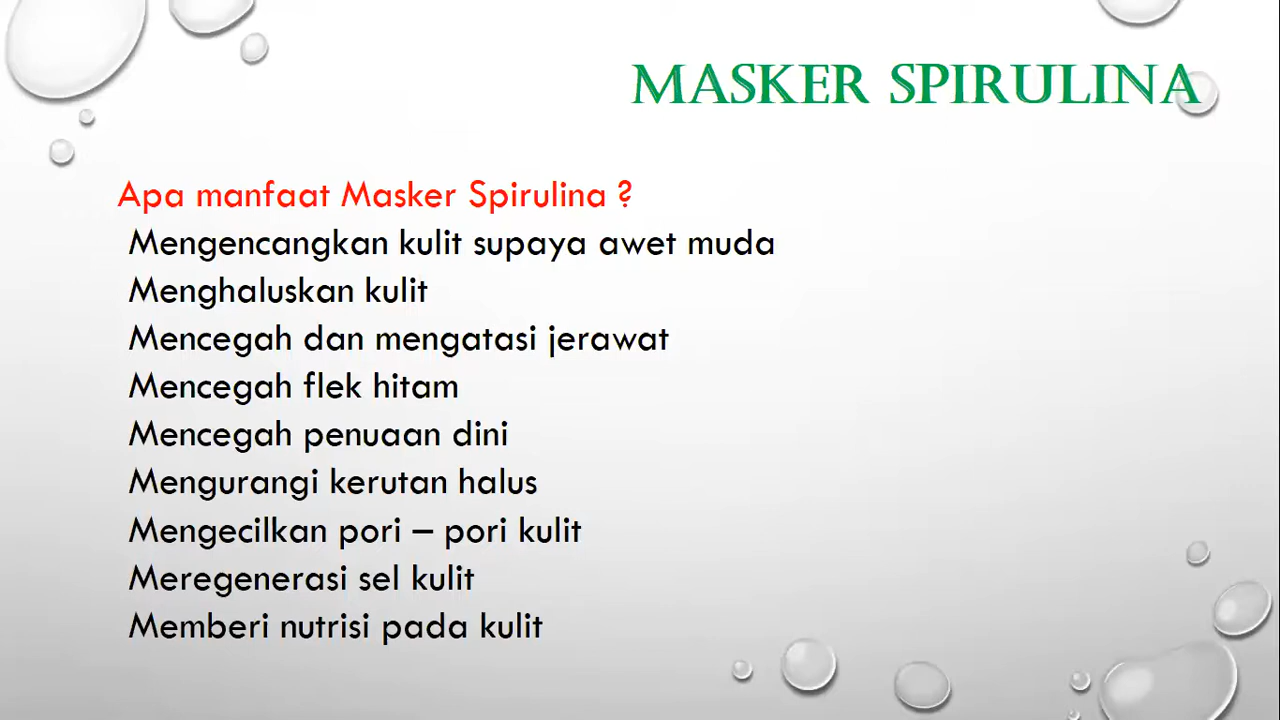 MASKER SPIRULINA
Apa manfaat Masker Spirulina ?
Mengencangkan kulit supaya awet muda
Menghaluskan kulit
Mencegah dan mengatasi jerawat
Mencegah flek hitam
Mencegah penuaan dini
Mengurangi kerutan halus
Mengecilkan pori – pori kulit
Meregenerasi sel kulit
Memberi nutrisi pada kulit